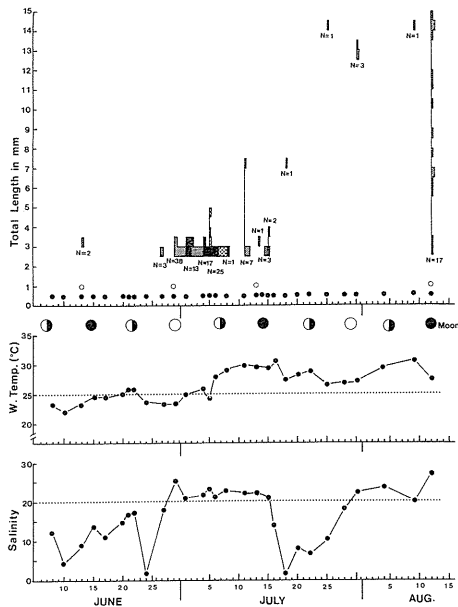 Total Length in mm
15
14
13
12
11
10
9
8
7
6
5
4
3
2
1
0
N=1
N=1
N=3
N=1
N=2
N=1
N=2
N=3
N=38
N=13
N=17
N=25
N=1
N=7
N=3
N=17
Moon
W. Temp. (°C)
35
30
25
20
Salinity
30
20
10
0
10 15 20 25 5 10 15 20 25 5 10 15
JUNE JULY AUG.